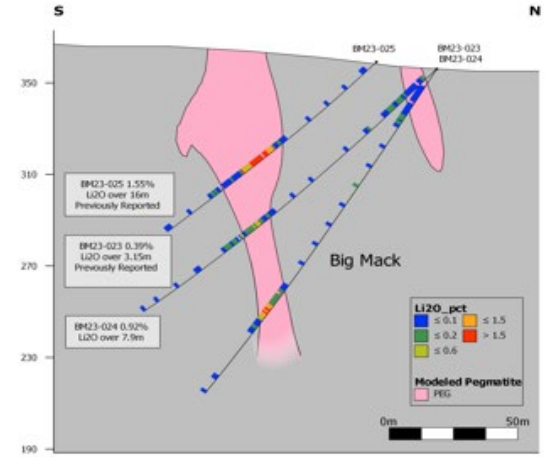 S
N
BM23-025
BM23-023
BM23-024
350
310
270
230
190
BM23-025 1.55%
Li2O over 16m
Previously Reported
BM23-023 0.39%
Li2O over 3.15m
Prevously Reported
BM23-024 0.92%
Li2O over 7.9m
Big Mack
Li2O_pct
≤ 0.1 ≤ 1.5
≤ 0.2 > 1.5
≤ 0.6
Modeled Pegmatite
PEG
0m 50m